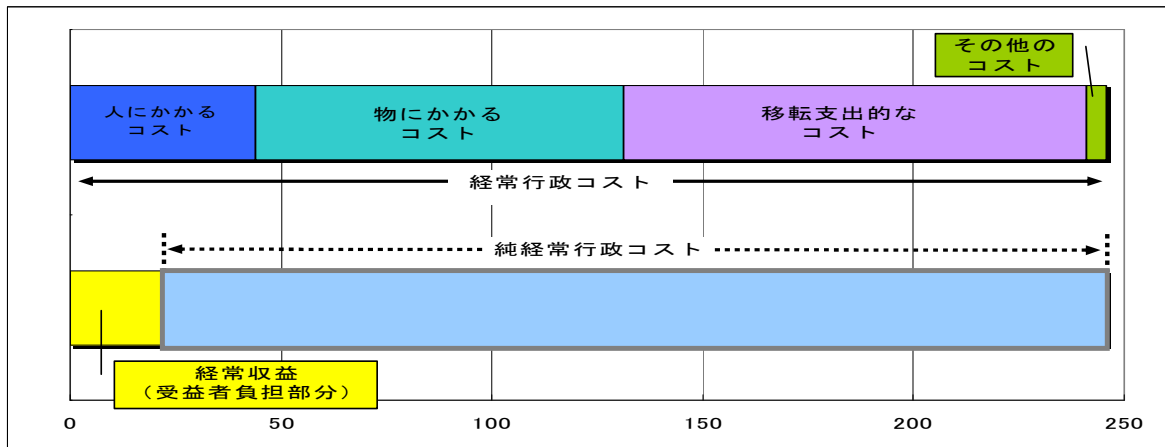 その他の
コスト
人にかかる
コスト
物にかかる
コスト
移転支出的な
コスト
経常行政コスト
純経常行政コスト
経常収益
（受益者負担部分）
0 50 100 150 200 250